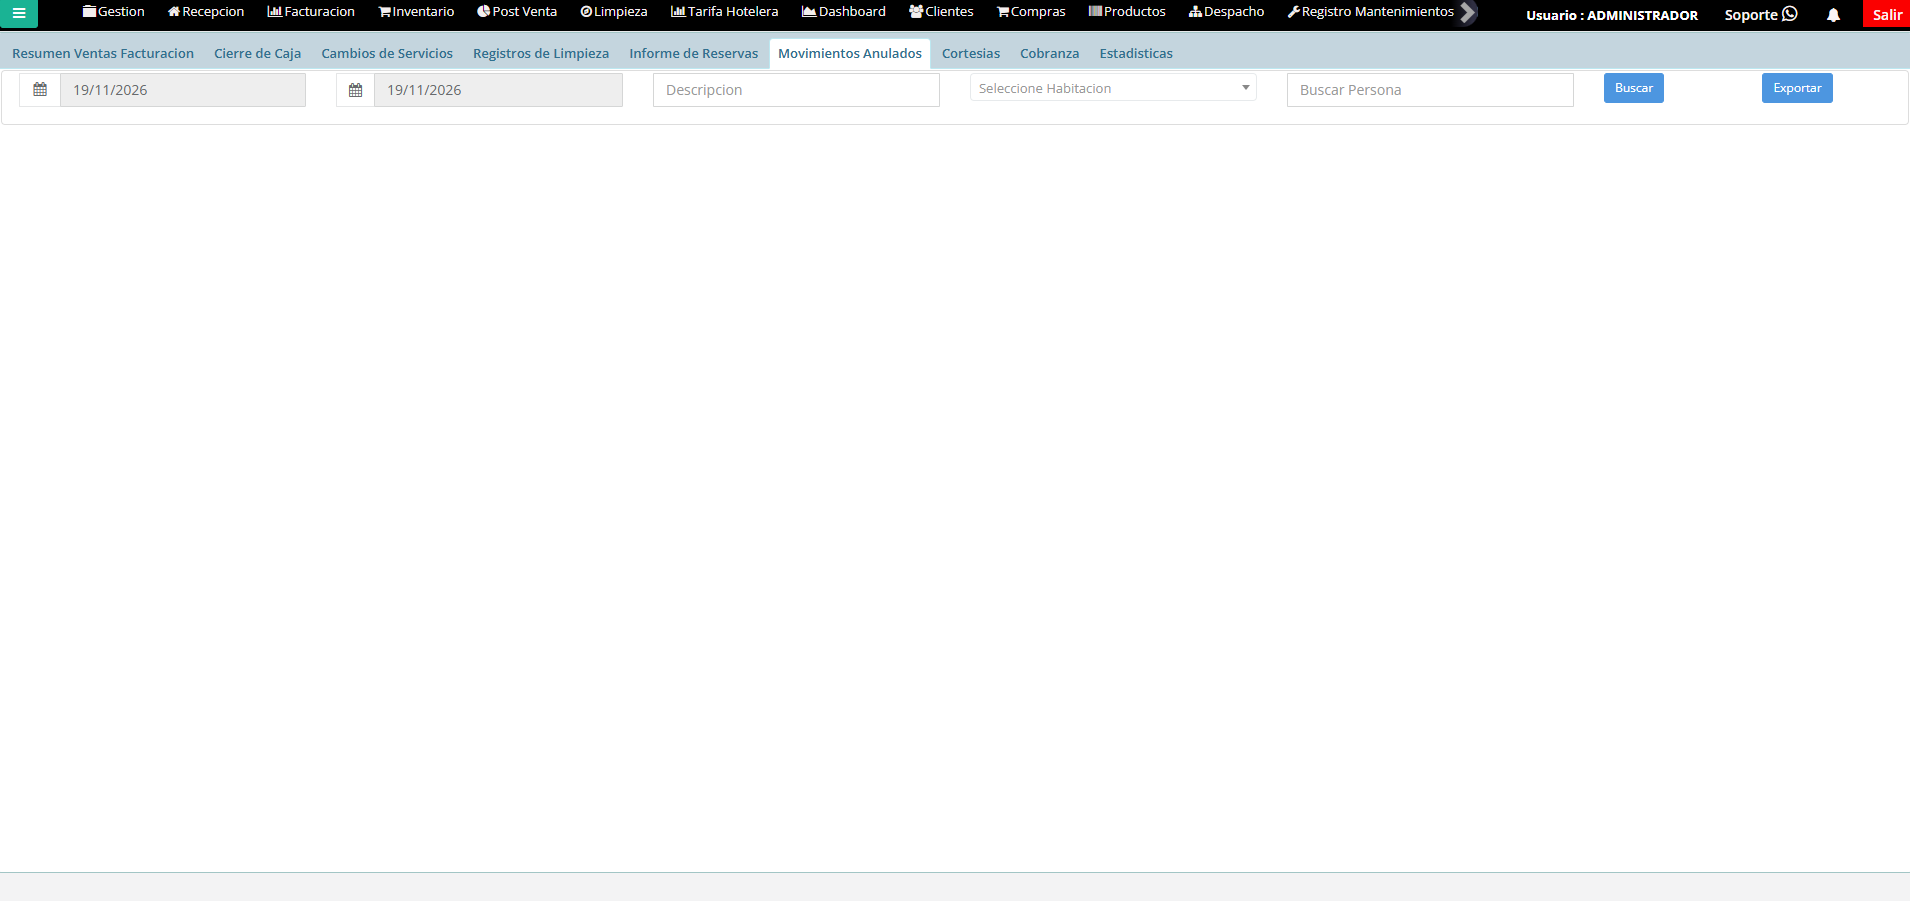 Gestion Recepcion Facturacion Inventario Post Venta Limpieza Tarifa Hotelera Dashboard Clientes Compras Productos Despacho Registro Mantenimientos Usuario : ADMINISTRADOR Soporte Salir
Resumen Ventas Facturacion Cierre de Caja Cambios de Servicios Registros de Limpieza Informe de Reservas Movimientos Anulados Cortesias Cobranza Estadisticas
19/11/2026 19/11/2026 Descripcion Seleccione Habitacion Buscar Persona Buscar Exportar